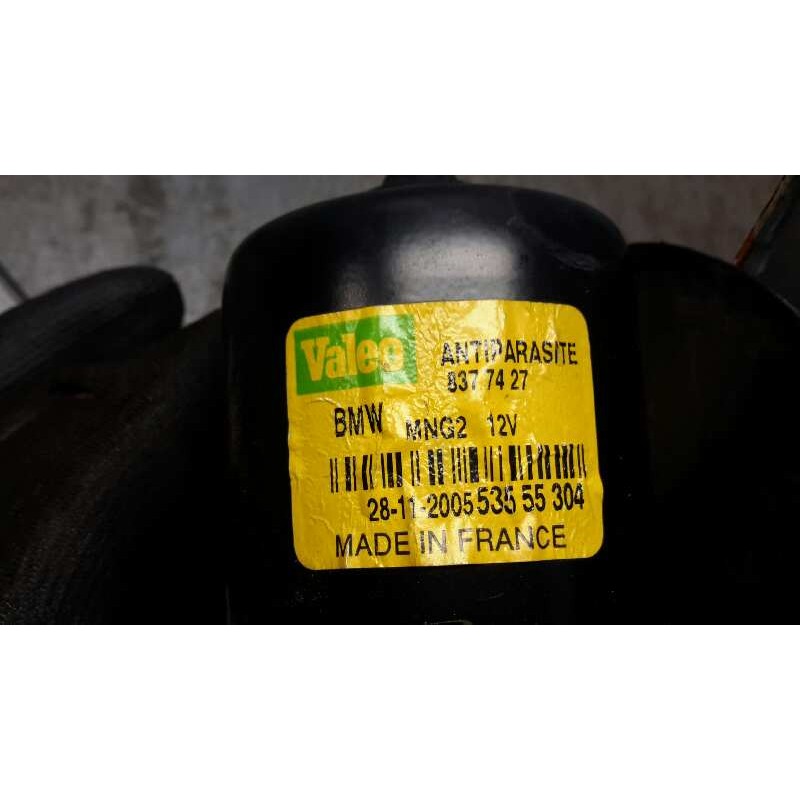 Valeo
ANTIPARASITE
837 74 27
BMW MNG2 12V
28-11-2005 535 55 304
MADE IN FRANCE